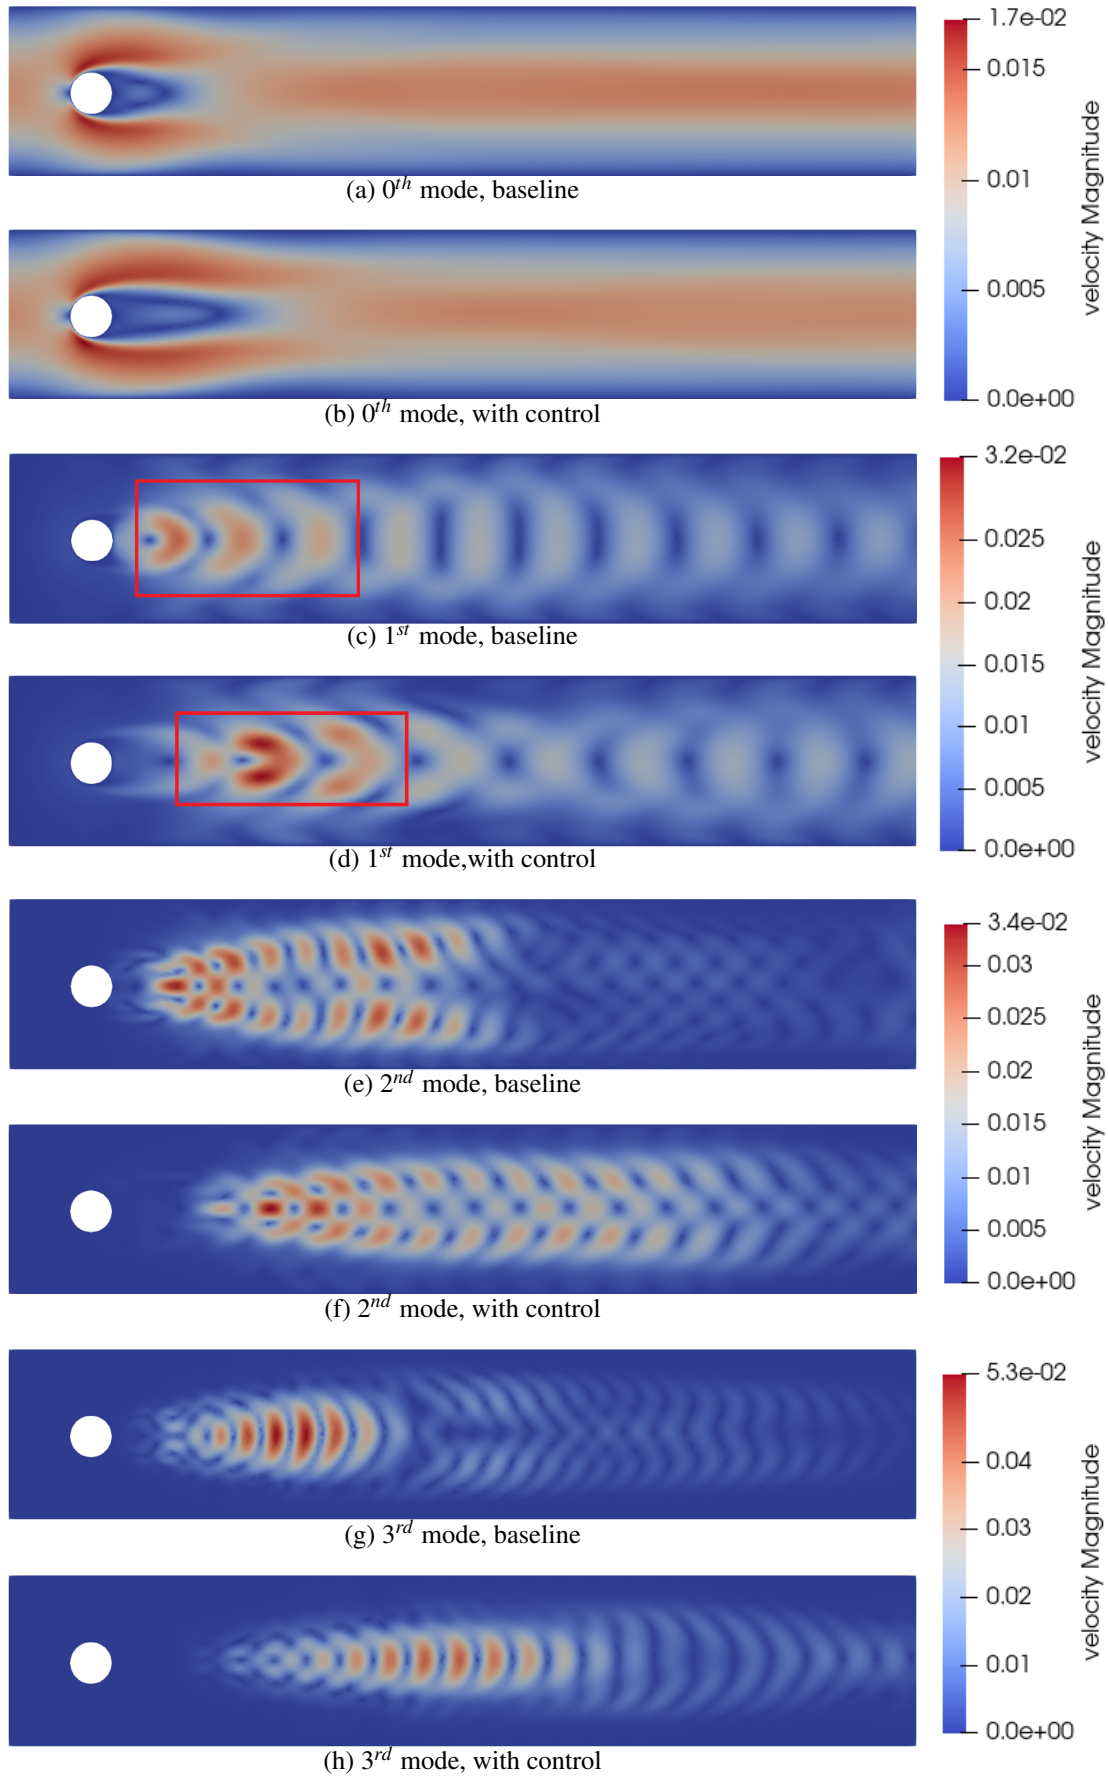 1.7e-02
0.015
0.01
0.005
0.0e+00
velocity Magnitude
(a) 0th mode, baseline
(b) 0th mode, with control
3.2e-02
0.025
0.02
0.015
0.01
0.005
0.0e+00
velocity Magnitude
(c) 1st mode, baseline
(d) 1st mode,with control
3.4e-02
0.03
0.025
0.02
0.015
0.01
0.005
0.0e+00
velocity Magnitude
(e) 2nd mode, baseline
(f) 2nd mode, with control
5.3e-02
0.04
0.03
0.02
0.01
0.0e+00
velocity Magnitude
(g) 3rd mode, baseline
(h) 3rd mode, with control